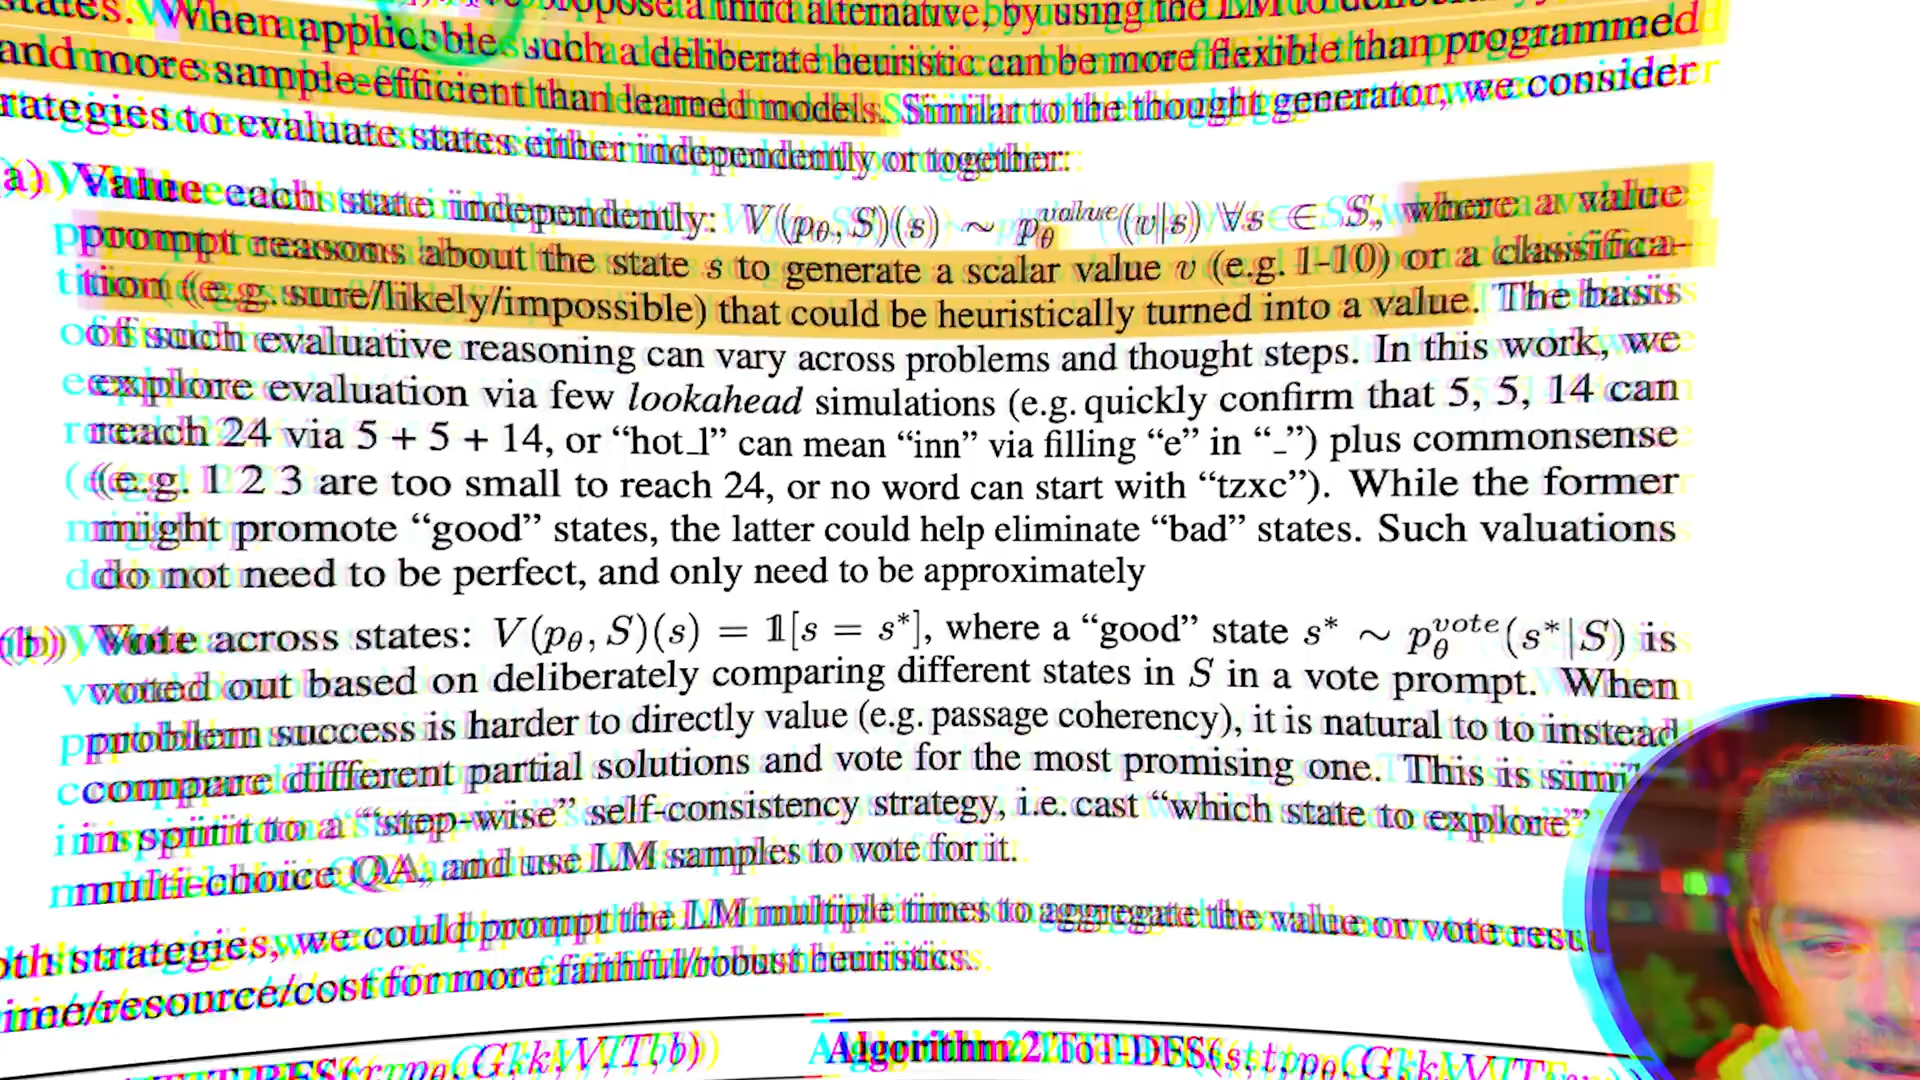 states. When applicable, such a deliberate heuristic can be more flexible than programmed
and more sample-efficient than learned models. Similar to the thought generator, we consider
rategies to evaluate states either independently or together:
(a) Value each state independently: V(pθ, S)(s) ∼ pθ^value(v|s) ∀s ∈ S, where a value
prompt reasons about the state s to generate a scalar value v (e.g. 1-10) or a classifica-
tion (e.g. sure/likely/impossible) that could be heuristically turned into a value. The basis
of such evaluative reasoning can vary across problems and thought steps. In this work, we
explore evaluation via few lookahead simulations (e.g. quickly confirm that 5, 5, 14 can
reach 24 via 5 + 5 + 14, or “hot_l” can mean “inn” via filling “e” in “_”) plus commonsense
(e.g. 1 2 3 are too small to reach 24, or no word can start with “tzxc”). While the former
might promote “good” states, the latter could help eliminate “bad” states. Such valuations
do not need to be perfect, and only need to be approximately
(b) Vote across states: V(pθ, S)(s) = 𝟙[s = s*], where a “good” state s* ∼ pθ^vote(s*|S) is
voted out based on deliberately comparing different states in S in a vote prompt. When
problem success is harder to directly value (e.g. passage coherency), it is natural to to instead
compare different partial solutions and vote for the most promising one. This is simi
in spirit to a “step-wise” self-consistency strategy, i.e. cast “which state to explore”
multi-choice QA, and use LM samples to vote for it.
oth strategies, we could prompt the LM multiple times to aggregate the value or vote resu
ime/resource/cost for more faithful/robust heuristics.
Algorithm 2 ToT-DFS(s, t, pθ, G, k, V, T,